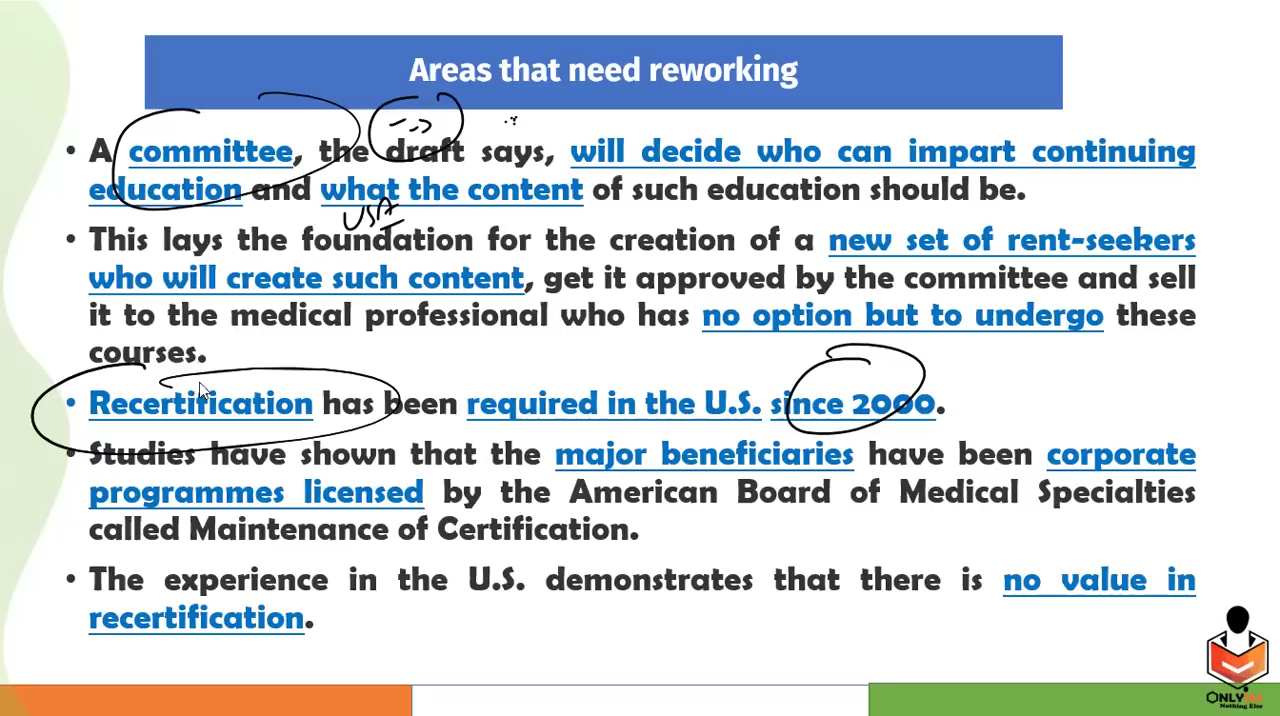 Areas that need reworking
• A committee, the draft says, will decide who can impart continuing
education and what the content of such education should be.
USA
• This lays the foundation for the creation of a new set of rent-seekers
who will create such content, get it approved by the committee and sell
it to the medical professional who has no option but to undergo these
courses.
• Recertification has been required in the U.S. since 2000.
• Studies have shown that the major beneficiaries have been corporate
programmes licensed by the American Board of Medical Specialties
called Maintenance of Certification.
• The experience in the U.S. demonstrates that there is no value in
recertification.
ONLY
Nothing Else